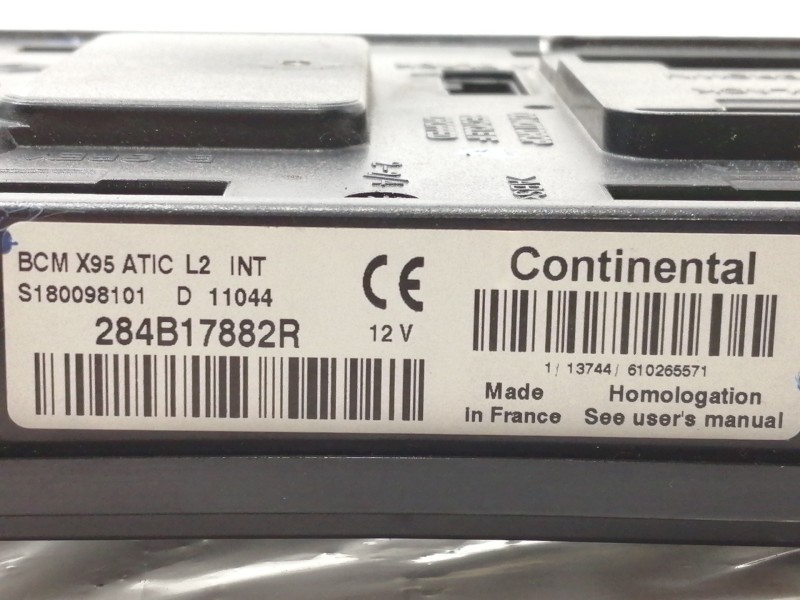 BCM X95 ATIC L2 INT
S180098101 D 11044
284B17882R
12 V
CE
Continental
1/ 13744/ 610265571
Made
In France
Homologation
See user's manual